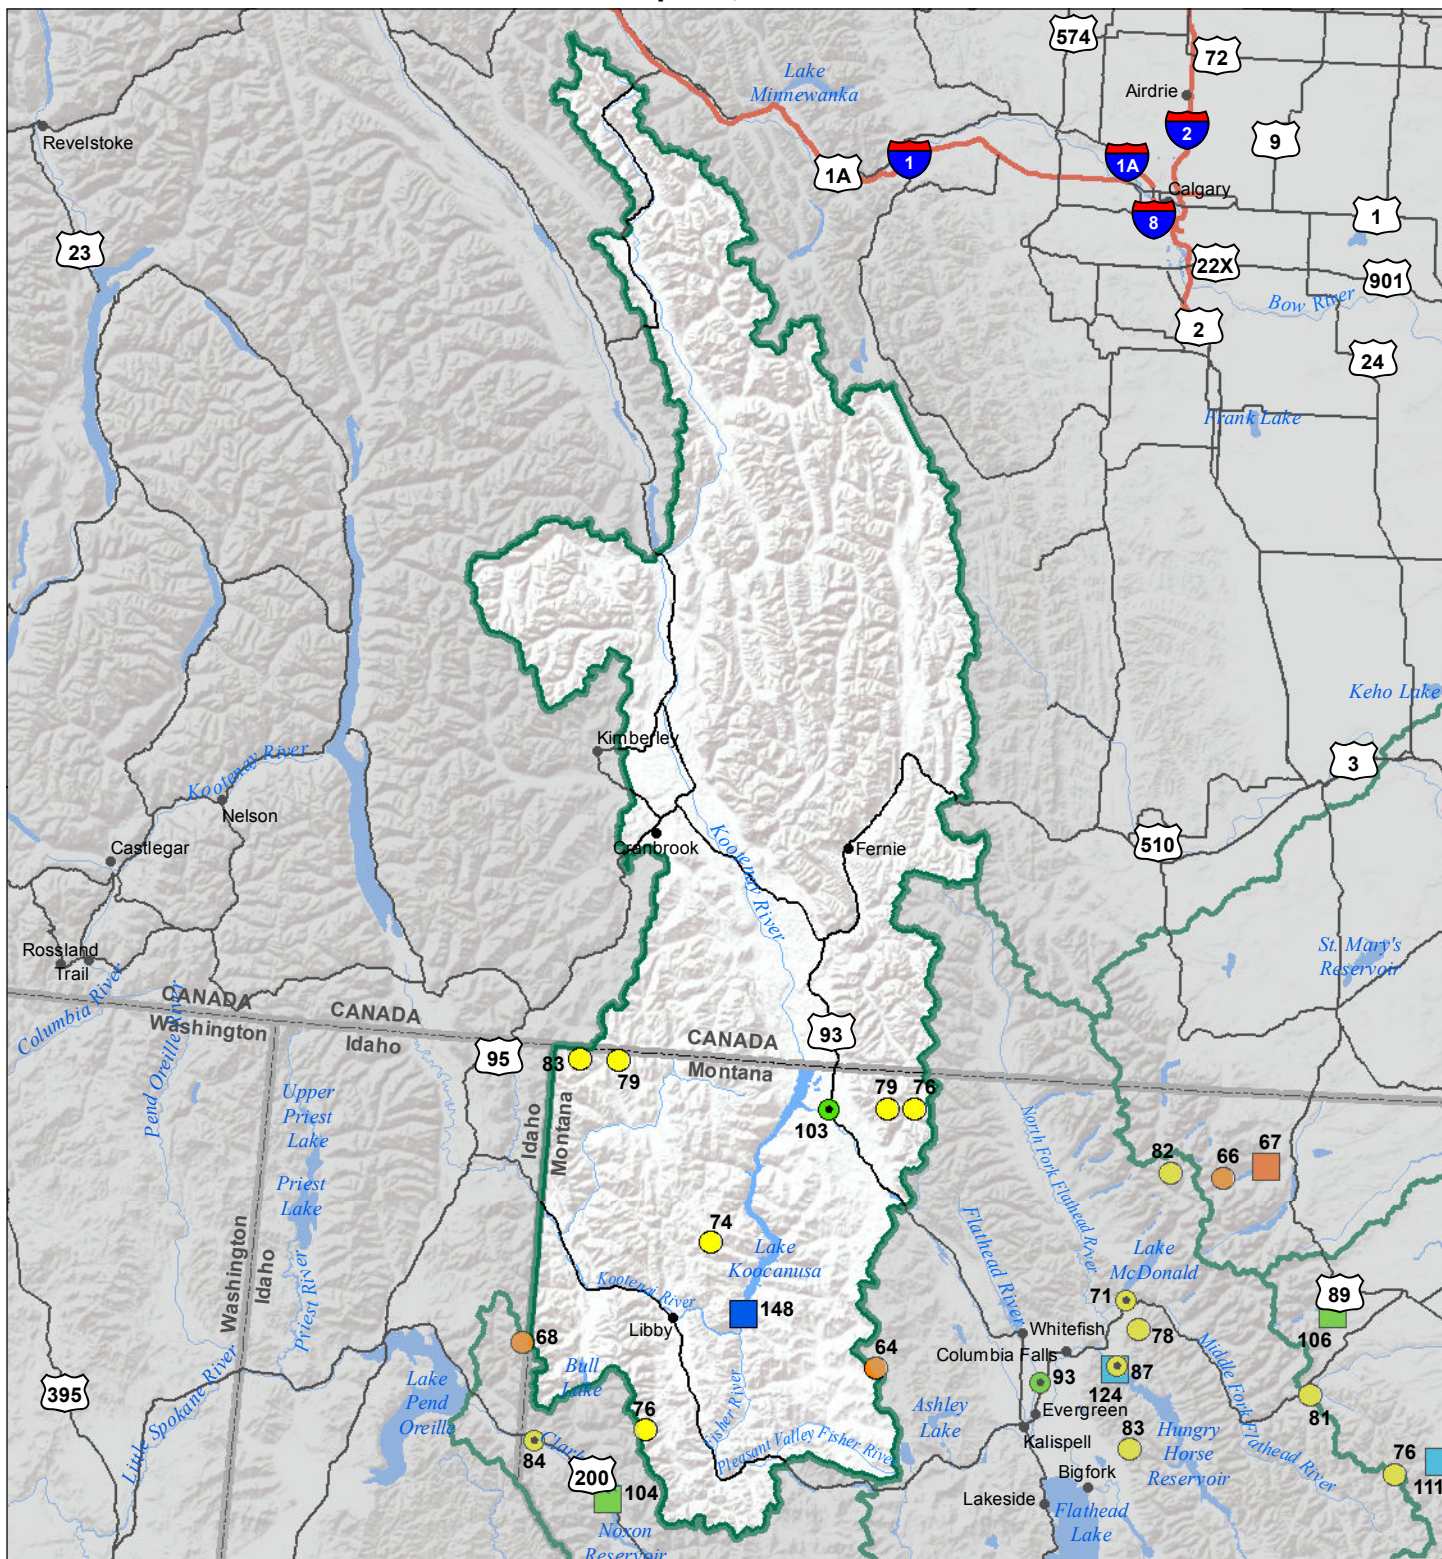 574
72
Lake
Minnewanka
Airdrie
2
9
Revelstoke
1
1A
1A
Calgary
8
1
23
22X
901
Bow River
2
24
Frank Lake
Keho Lake
Kimberley
3
Kootenay River
Nelson
Castlegar
Cranbrook
Kootenay River
Fernie
510
Rossland
Trail
St. Mary's
Reservoir
Columbia River
CANADA
Washington
Pend Oreille River
CANADA
Idaho
95
CANADA
Montana
93
83
79
79
76
103
Upper
Priest
Lake
Idaho
Montana
North Fork Flathead River
82
66
67
Priest
Lake
74
Lake
Koocanusa
Flathead River
Lake
McDonald
Washington
Idaho
Priest River
Kootenai River
148
Libby
71
89
106
Whitefish
78
Columbia Falls
68
64
Bull
Lake
87
124
93
Middle Fork Flathead River
395
Lake
Pend
Oreille
Little Spokane River
76
Fisher River
Ashley
Lake
Evergreen
Kalispell
83
Hungry
Horse
Reservoir
81
84
Clark
200
104
Pleasant Valley Fisher River
Bigfork
Lakeside
Flathead
Lake
76
111
Noxon
Reservoir